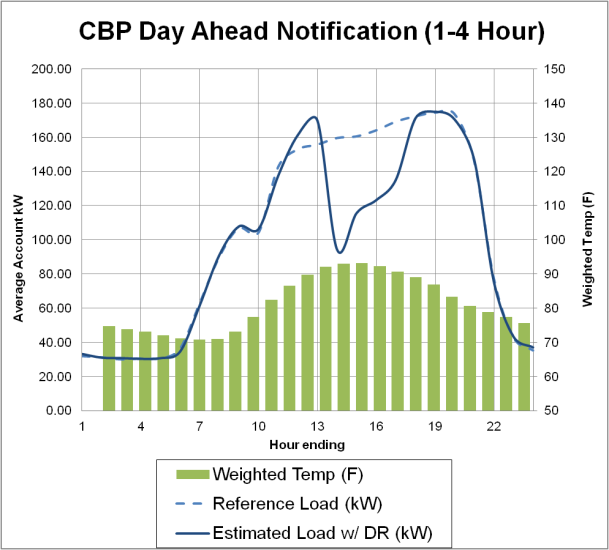 CBP Day Ahead Notification (1-4 Hour)
200.00
180.00
160.00
140.00
120.00
100.00
80.00
60.00
40.00
20.00
0.00
Average Account kW
150
140
130
120
110
100
90
80
70
60
50
Weighted Temp (F)
1 4 7 10 13 16 19 22
Hour ending
Weighted Temp (F)
Reference Load (kW)
Estimated Load w/ DR (kW)